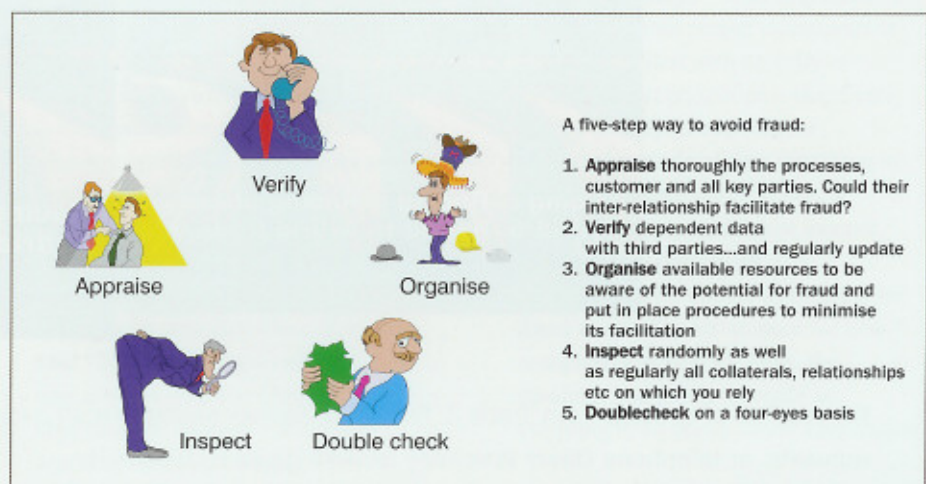 Verify
Appraise
Organise
Inspect
Double check
A five-step way to avoid fraud:
1. Appraise thoroughly the processes,
customer and all key parties. Could their
inter-relationship facilitate fraud?
2. Verify dependent data
with third parties...and regularly update
3. Organise available resources to be
aware of the potential for fraud and
put in place procedures to minimise
its facilitation
4. Inspect randomly as well
as regularly all collaterals, relationships
etc on which you rely
5. Doublecheck on a four-eyes basis